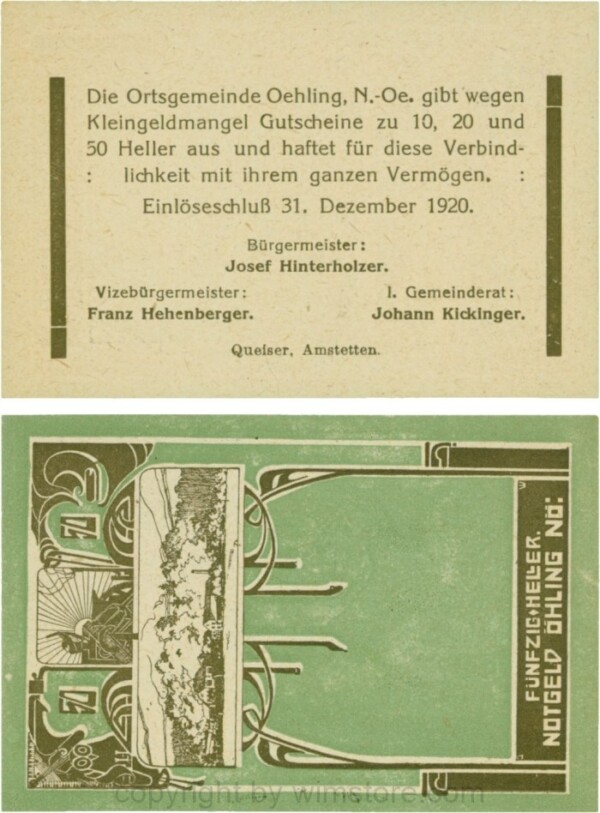 Die Ortsgemeinde Oehling, N.-Oe. gibt wegen
Kleingeldmangel Gutscheine zu 10, 20 und
50 Heller aus und haftet für diese Verbind-
: lichkeit mit ihrem ganzen Vermögen. :
Einlöseschluß 31. Dezember 1920.
Bürgermeister:
Josef Hinterholzer.
Vizebürgermeister: I. Gemeinderat:
Franz Hehenberger. Johann Kickinger.
Queiser, Amstetten.
FÜNFZIG HELLER.
NOTGELD ÖHLING NÖ:
copyright by wimstore.com